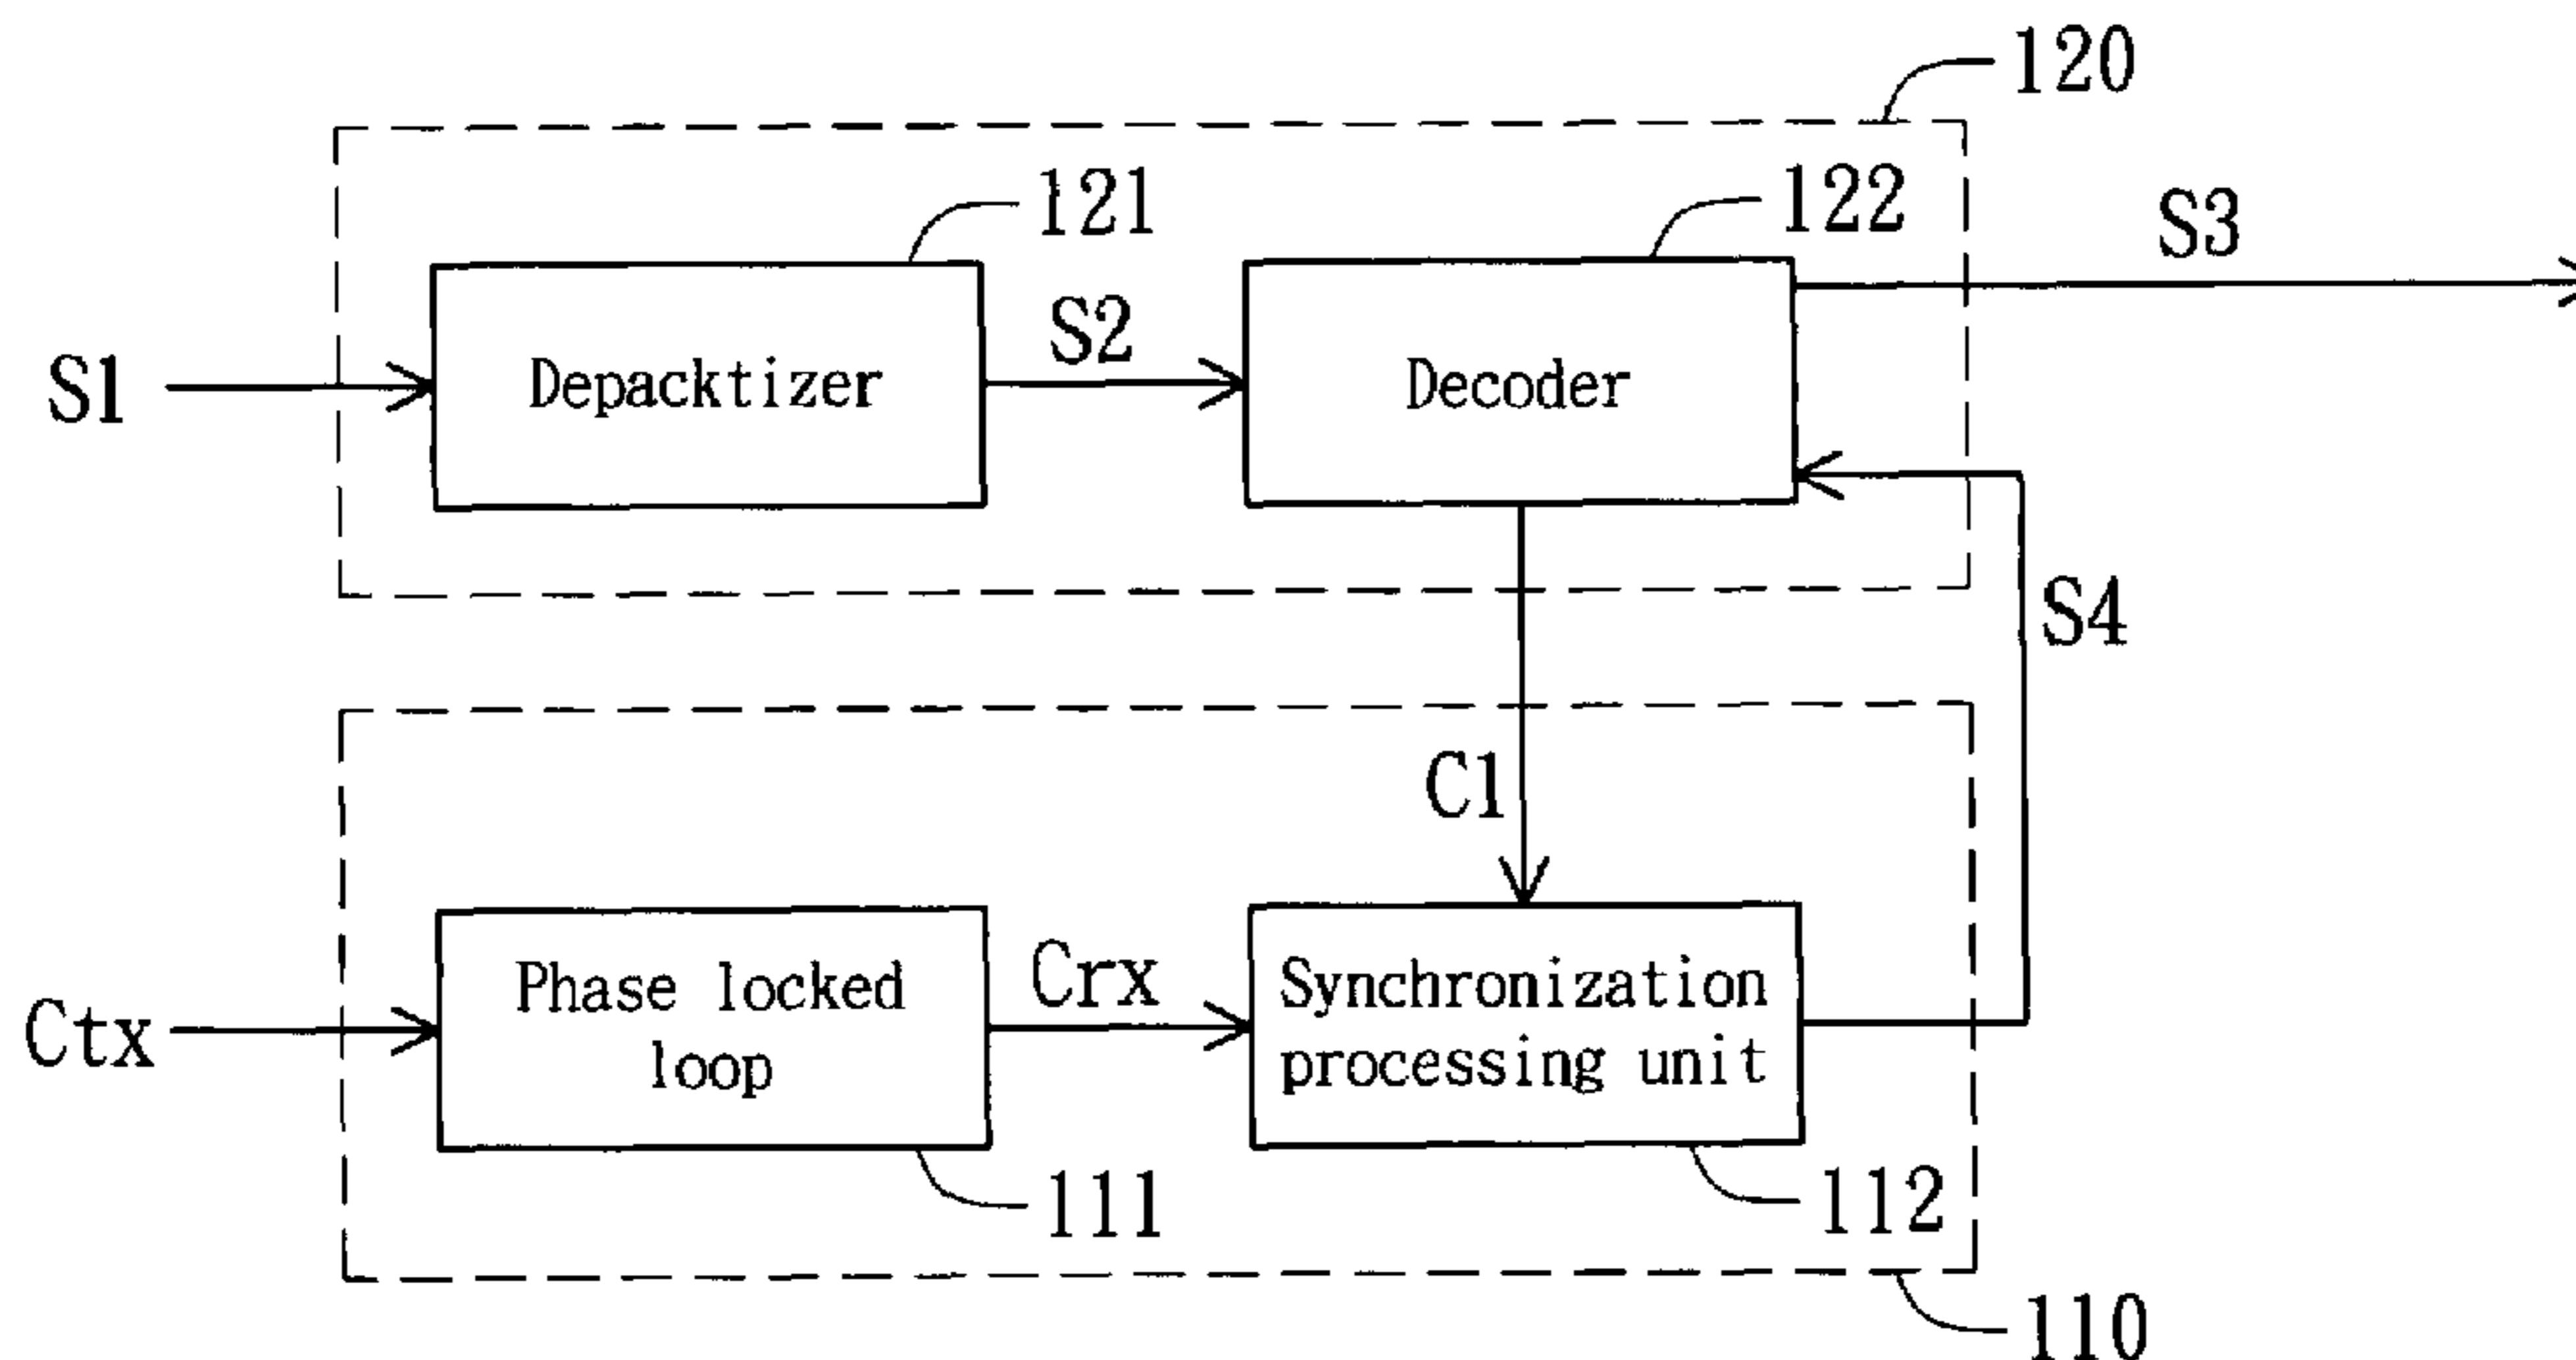 120
121
122
S3
S1
Depacktizer
S2
Decoder
S4
C1
Ctx
Phase locked
loop
Crx
Synchronization
processing unit
111
112
110